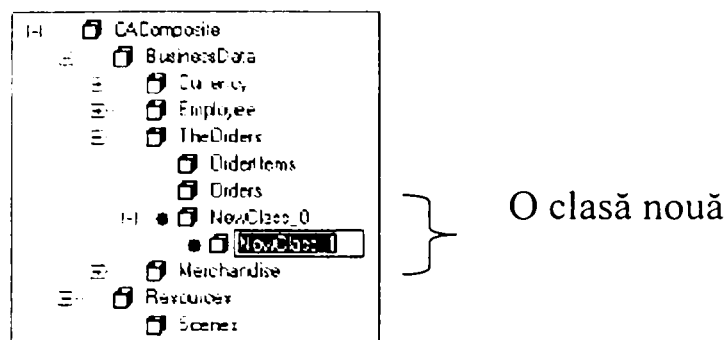 CAComposite
BusinessData
Currency
Employee
TheOrders
OrderItems
Orders
NewClass_0
NewClass_1
Merchandise
Resources
Scenes
O clasă nouă